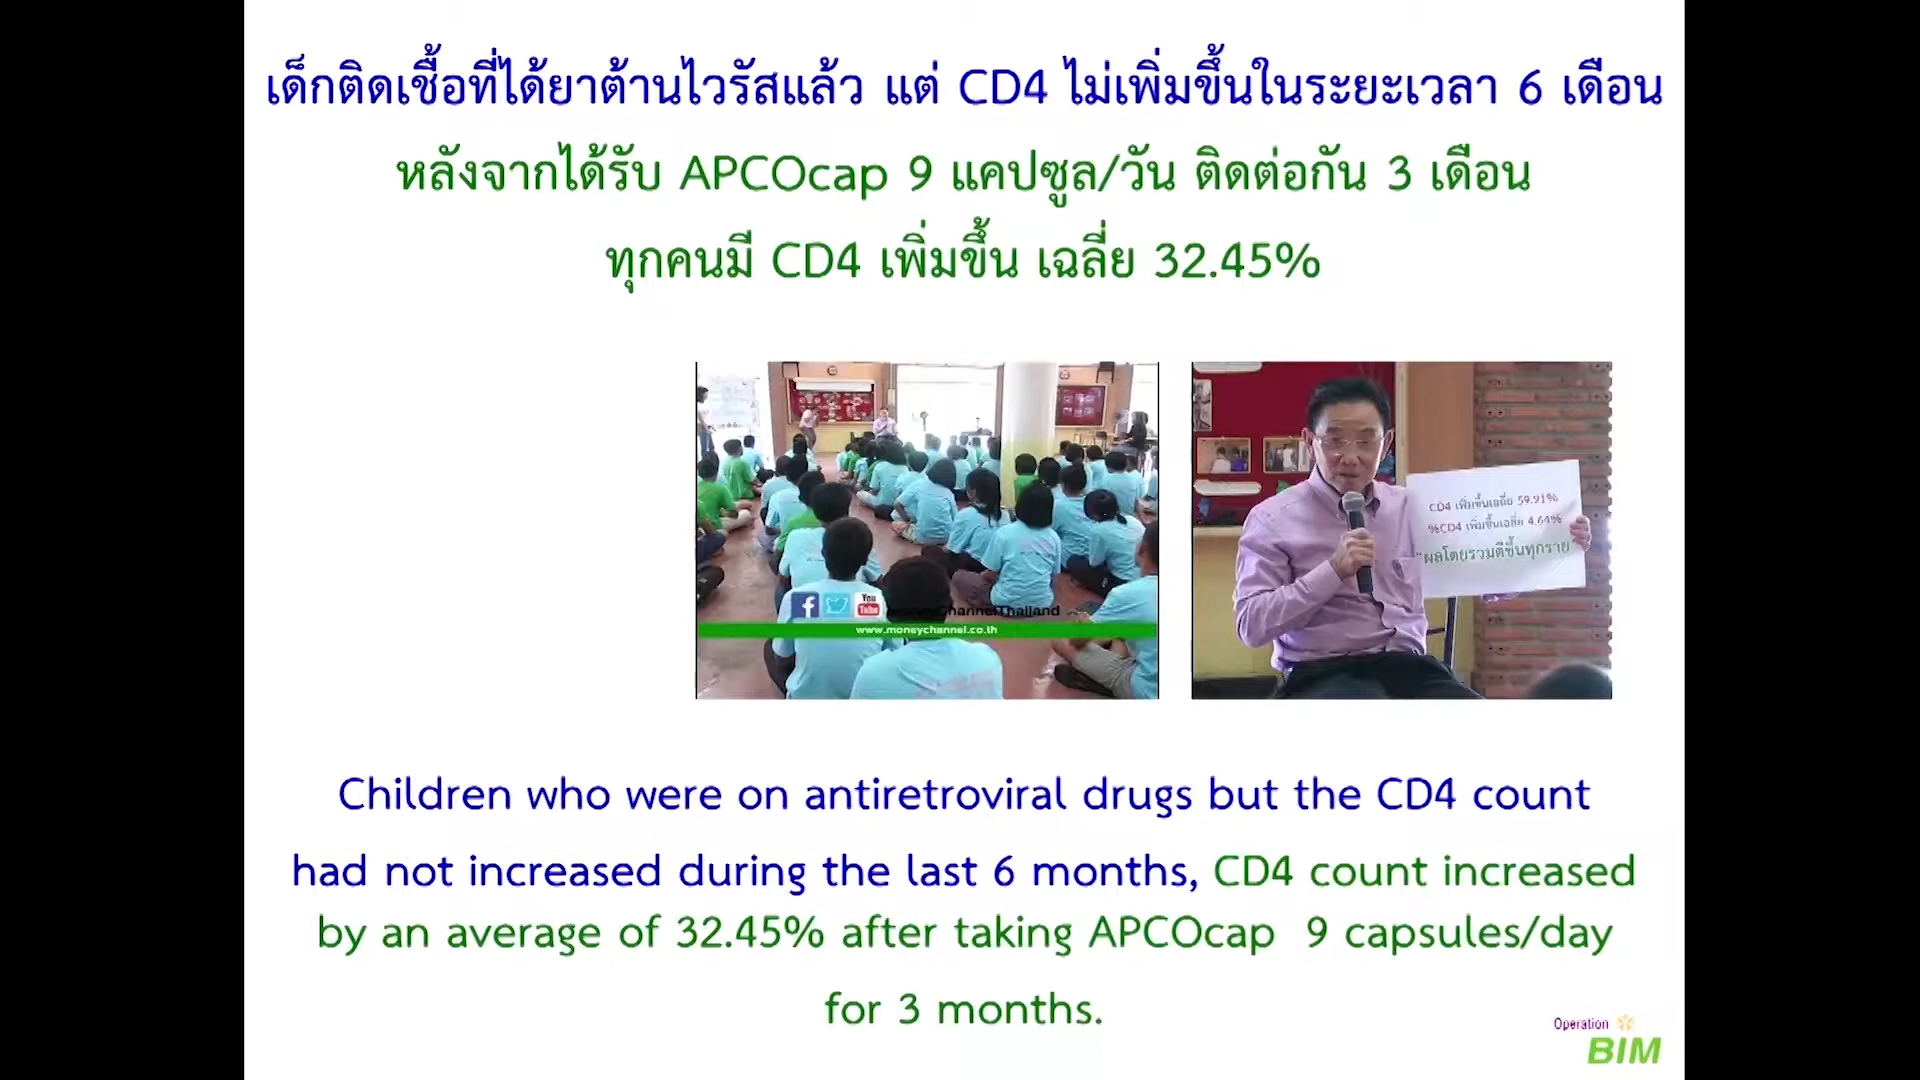 เด็กติดเชื้อที่ได้ยาต้านไวรัสแล้ว แต่ CD4 ไม่เพิ่มขึ้นในระยะเวลา 6 เดือน
หลังจากได้รับ APCOcap 9 แคปซูล/วัน ติดต่อกัน 3 เดือน
ทุกคนมี CD4 เพิ่มขึ้น เฉลี่ย 32.45%
You
Tube
www.moneychannel.co.th
CD4 เพิ่มขึ้นเฉลี่ย 59.91%
%CD4 เพิ่มขึ้นเฉลี่ย 4.64%
"ผลโดยรวมดีขึ้นทุกราย
Children who were on antiretroviral drugs but the CD4 count
had not increased during the last 6 months, CD4 count increased
by an average of 32.45% after taking APCOcap 9 capsules/day
for 3 months.
Operation
BIM